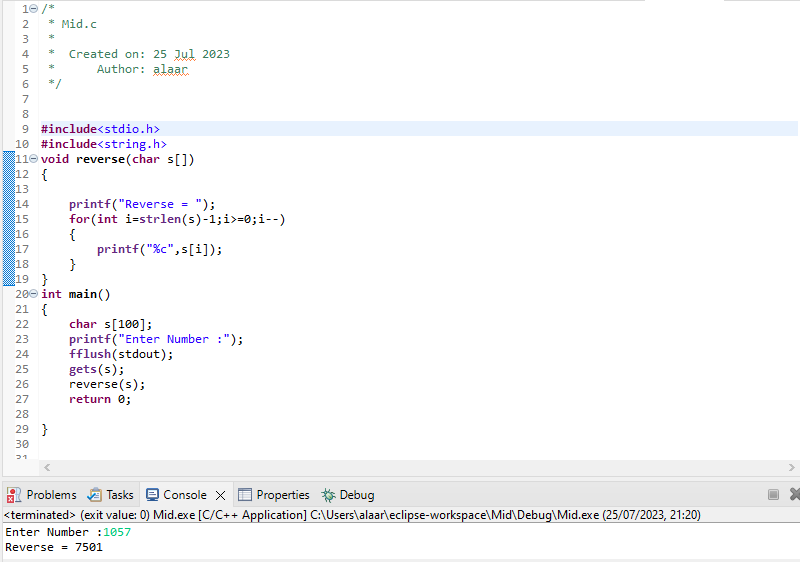 1 /*
2  * Mid.c
3  *
4  *  Created on: 25 Jul 2023
5  *      Author: alaar
6  */
7
8
9 #include<stdio.h>
10 #include<string.h>
11 void reverse(char s[])
12 {
13
14     printf("Reverse = ");
15     for(int i=strlen(s)-1;i>=0;i--)
16     {
17         printf("%c",s[i]);
18     }
19 }
20 int main()
21 {
22     char s[100];
23     printf("Enter Number :");
24     fflush(stdout);
25     gets(s);
26     reverse(s);
27     return 0;
28
29 }
30
31
Problems Tasks Console Properties Debug
<terminated> (exit value: 0) Mid.exe [C/C++ Application] C:\Users\alaar\eclipse-workspace\Mid\Debug\Mid.exe (25/07/2023, 21:20)
Enter Number :1057
Reverse = 7501